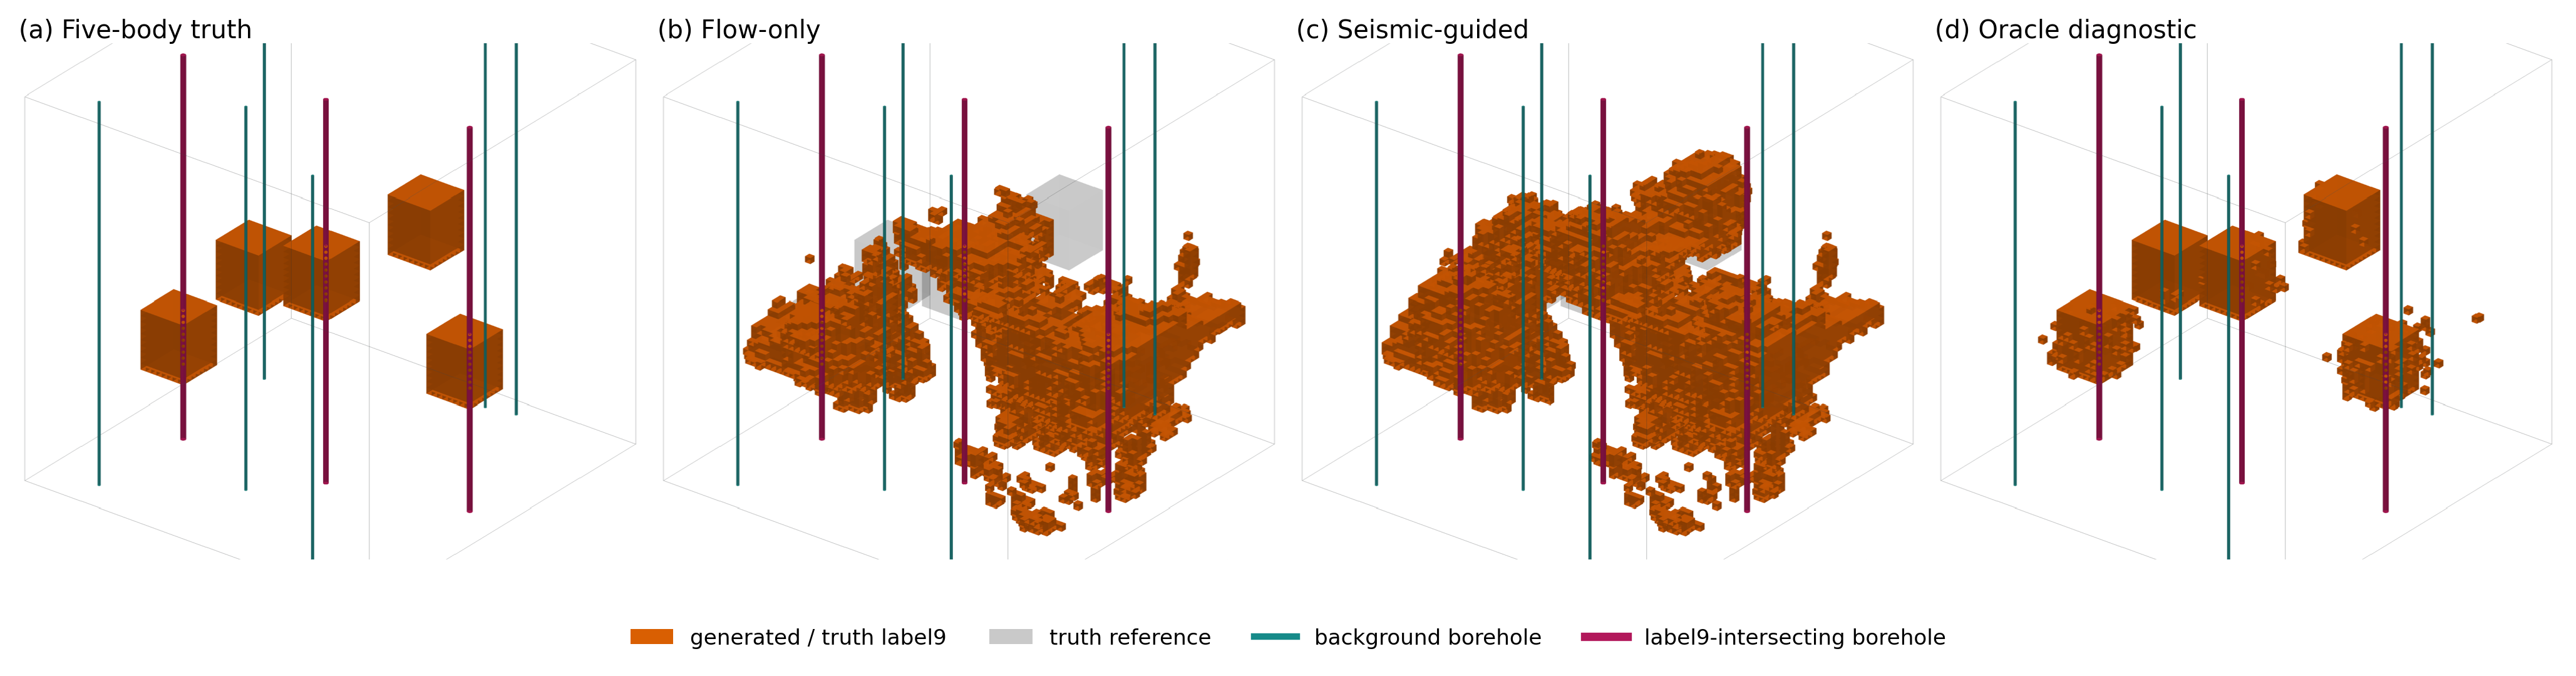 (a) Five-body truth
(b) Flow-only
(c) Seismic-guided
(d) Oracle diagnostic
generated / truth label9
truth reference
background borehole
label9-intersecting borehole